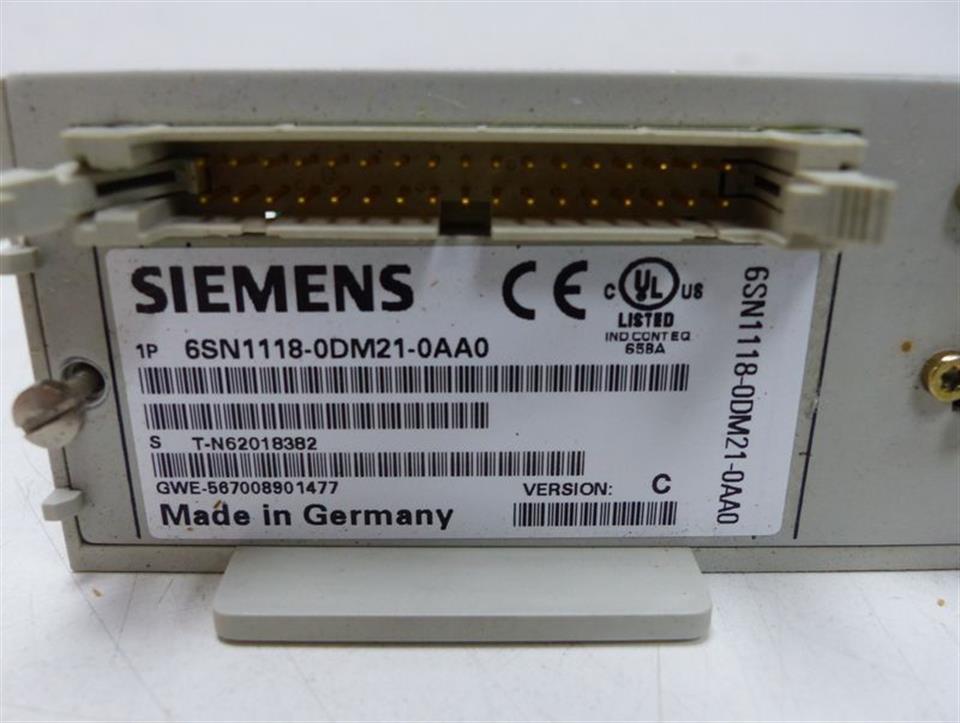 SIEMENS
CE
C UL US
LISTED
IND CONT EQ
658A
1P 6SN1118-0DM21-0AA0
S T-N62018382
GWE-567008901477
VERSION: C
Made in Germany
6SN1118-0DM21-0AA0